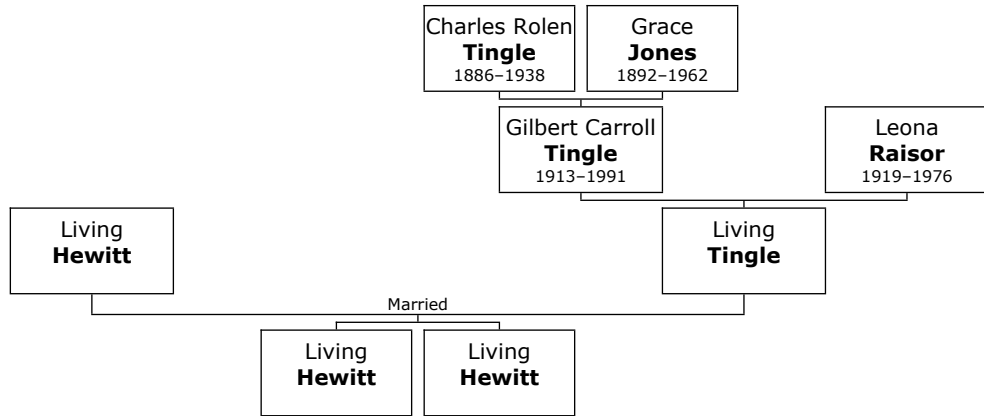 Charles Rolen
Tingle
1886–1938
Grace
Jones
1892–1962
Gilbert Carroll
Tingle
1913–1991
Leona
Raisor
1919–1976
Living
Hewitt
Living
Tingle
Married
Living
Hewitt
Living
Hewitt